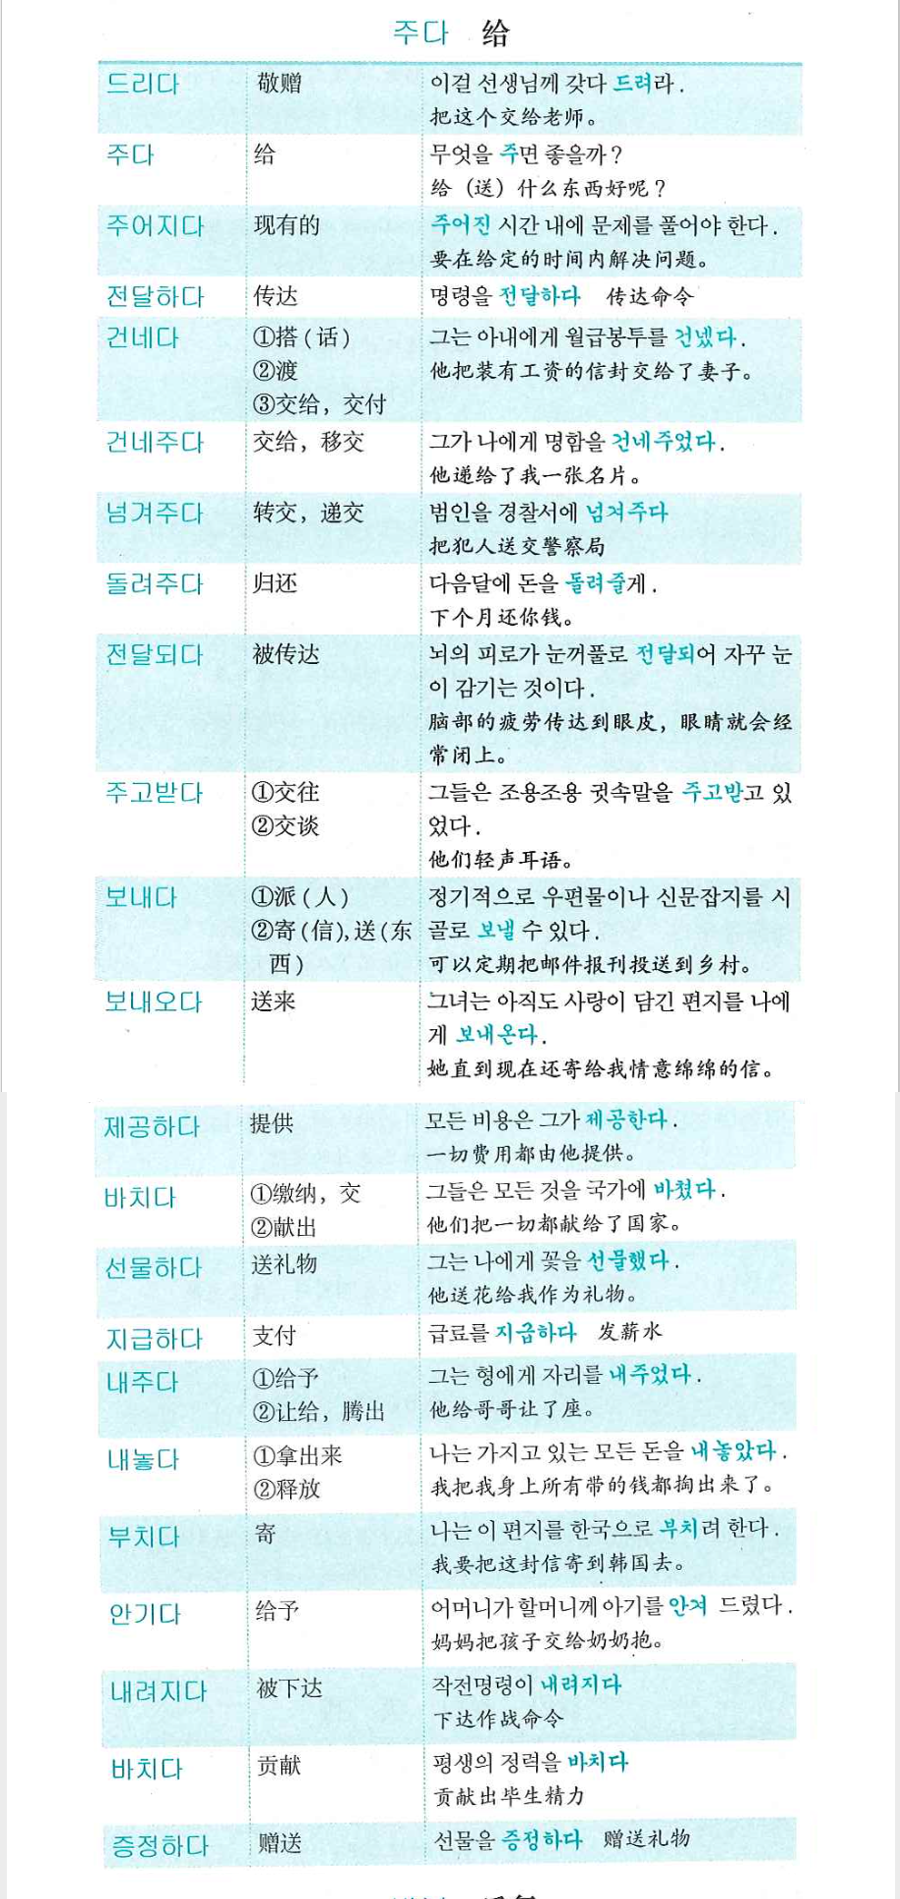 주다 给
드리다 敬赠 이걸 선생님께 갖다 드려라.
把这个交给老师。
주다 给 무엇을 주면 좋을까?
给（送）什么东西好呢？
주어지다 现有的 주어진 시간 내에 문제를 풀어야 한다.
要在给定的时间内解决问题。
전달하다 传达 명령을 전달하다 传达命令
건네다 ①搭(话) 그는 아내에게 월급봉투를 건넸다.
②渡 他把装有工资的信封交给了妻子。
③交给，交付
건네주다 交给，移交 그가 나에게 명함을 건네주었다.
他递给了我一张名片。
넘겨주다 转交，递交 범인을 경찰서에 넘겨주다
把犯人送交警察局
돌려주다 归还 다음달에 돈을 돌려줄게.
下个月还你钱。
전달되다 被传达 뇌의 피로가 눈꺼풀로 전달되어 자꾸 눈
이 감기는 것이다.
脑部的疲劳传达到眼皮，眼睛就会经
常闭上。
주고받다 ①交往 그들은 조용조용 귓속말을 주고받고 있
②交谈 었다.
他们轻声耳语。
보내다 ①派(人) 정기적으로 우편물이나 신문잡지를 시
②寄(信),送(东 골로 보낼 수 있다.
西) 可以定期把邮件报刊投送到乡村。
보내오다 送来 그녀는 아직도 사랑이 담긴 편지를 나에
게 보내온다.
她直到现在还寄给我情意绵绵的信。
제공하다 提供 모든 비용은 그가 제공한다.
一切费用都由他提供。
바치다 ①缴纳，交 그들은 모든 것을 국가에 바쳤다.
②献出 他们把一切都献给了国家。
선물하다 送礼物 그는 나에게 꽃을 선물했다.
他送花给我作为礼物。
지급하다 支付 급료를 지급하다 发薪水
내주다 ①给予 그는 형에게 자리를 내주었다.
②让给，腾出 他给哥哥让了座。
내놓다 ①拿出来 나는 가지고 있는 모든 돈을 내놓았다.
②释放 我把我身上所有带的钱都掏出来了。
부치다 寄 나는 이 편지를 한국으로 부치려 한다.
我要把这封信寄到韩国去。
안기다 给予 어머니가 할머니께 아기를 안겨 드렸다.
妈妈把孩子交给奶奶抱。
내려지다 被下达 작전명령이 내려지다
下达作战命令
바치다 贡献 평생의 정력을 바치다
贡献出毕生精力
증정하다 赠送 선물을 증정하다 赠送礼物